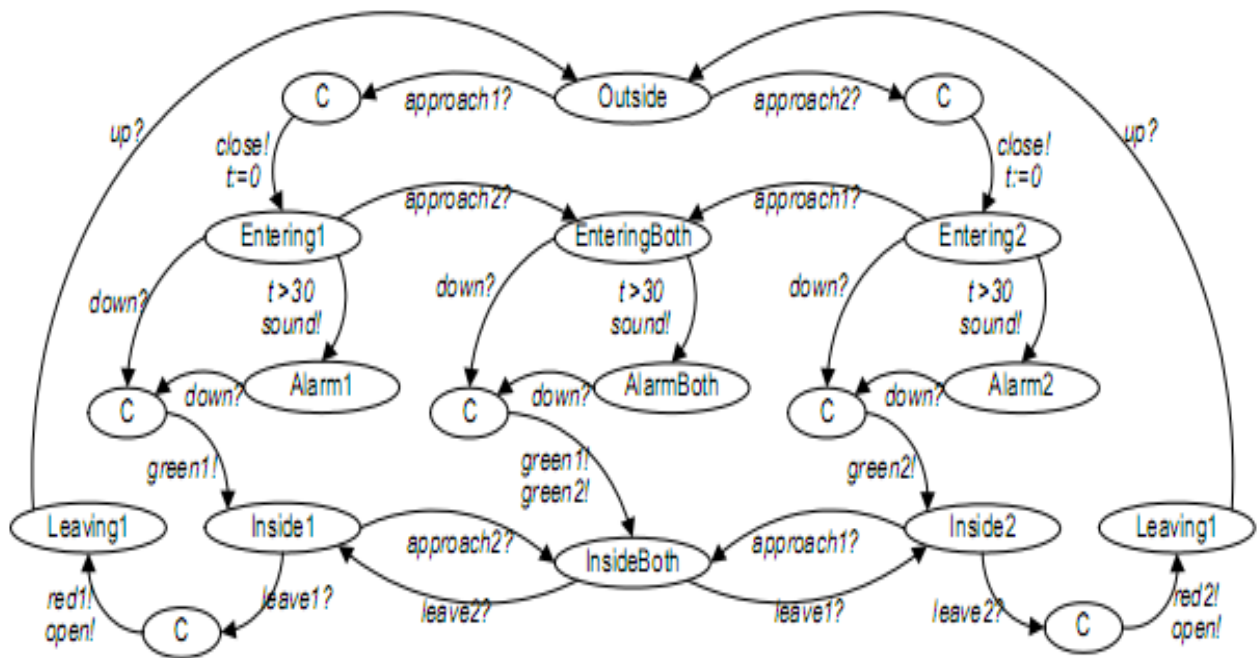 C
approach1?
Outside
approach2?
C
up?
close!
t:=0
close!
t:=0
up?
Entering1
approach2?
EnteringBoth
approach1?
Entering2
down?
t>30
sound!
down?
t>30
sound!
down?
t>30
sound!
C
down?
Alarm1
C
down?
AlarmBoth
C
down?
Alarm2
green1!
green1!
green2!
green2!
Leaving1
Inside1
approach2?
InsideBoth
approach1?
Inside2
Leaving1
red1!
open!
C
leave1?
leave2?
leave1?
leave2?
C
red2!
open!